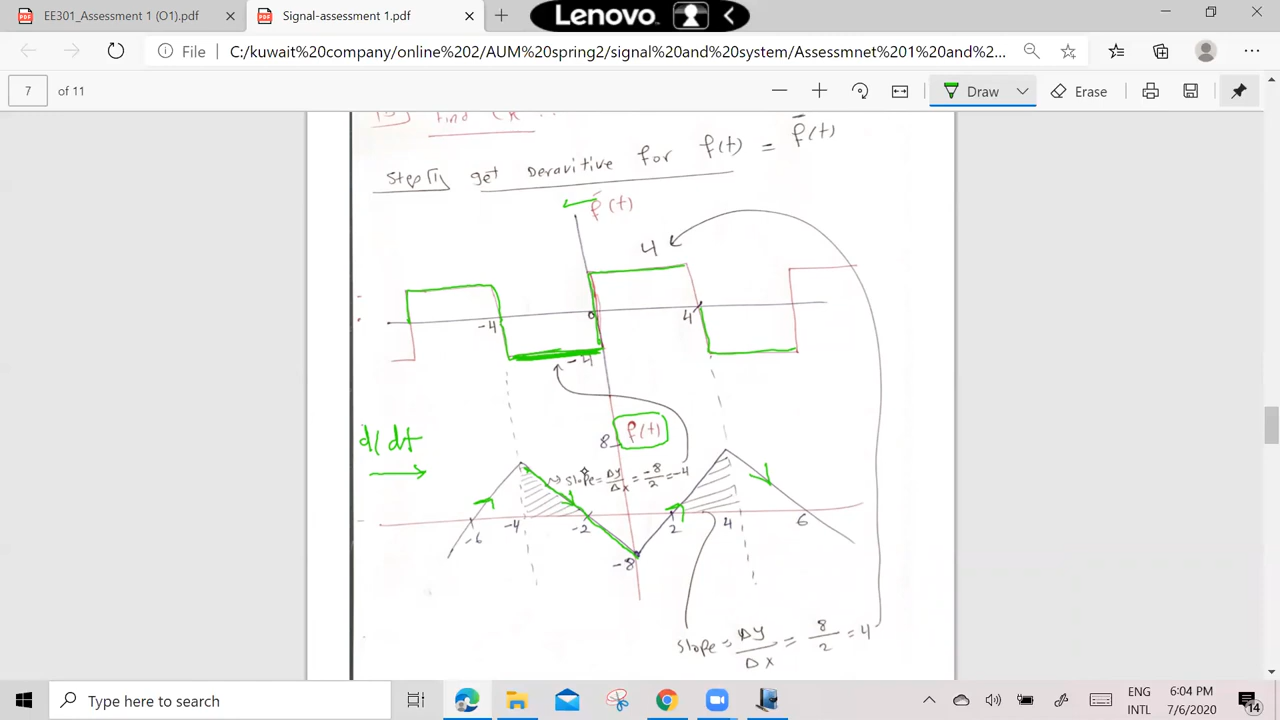 EE301_Assessment 1 (O1).pdf
Signal-assessment 1.pdf
Lenovo
File
C:/kuwait%20company/online%202/AUM%20spring2/signal%20and%20system/Assessmnet%201%20and%2...
7 of 11
Draw
Erase
Find
Step[1] get Deravitive for f(t) = f̄(t)
f̄(t)
4
-4
0
4
-4
d/dt
8
f(t)
slope = Δy/Δx = -8/2 = -4
-6
-4
-2
2
4
6
-8
slope = Δy/Δx = 8/2 = 4
Type here to search
ENG
INTL
6:04 PM
7/6/2020
14